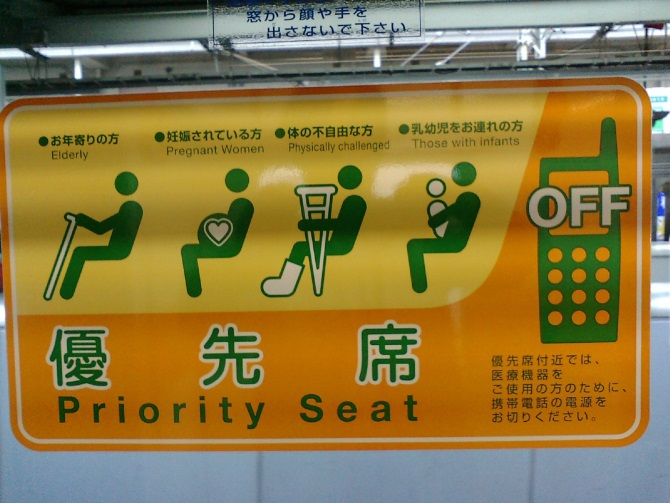 窓から顔や手を
出さないで下さい
●お年寄りの方
Elderly
●妊娠されている方
Pregnant Women
●体の不自由な方
Physically challenged
●乳幼児をお連れの方
Those with infants
OFF
優先席
Priority Seat
優先席付近では、
医療機器を
ご使用の方のために、
携帯電話の電源を
お切りください。